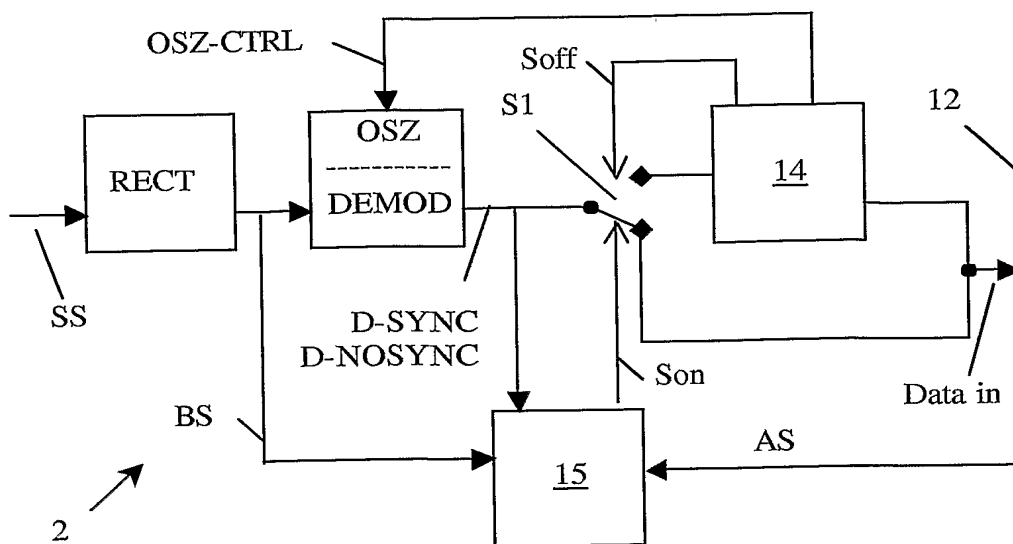 OSZ-CTRL
Soff
S1
12
OSZ
RECT
14
DEMOD
SS
D-SYNC
D-NOSYNC
Son
Data in
BS
AS
15
2